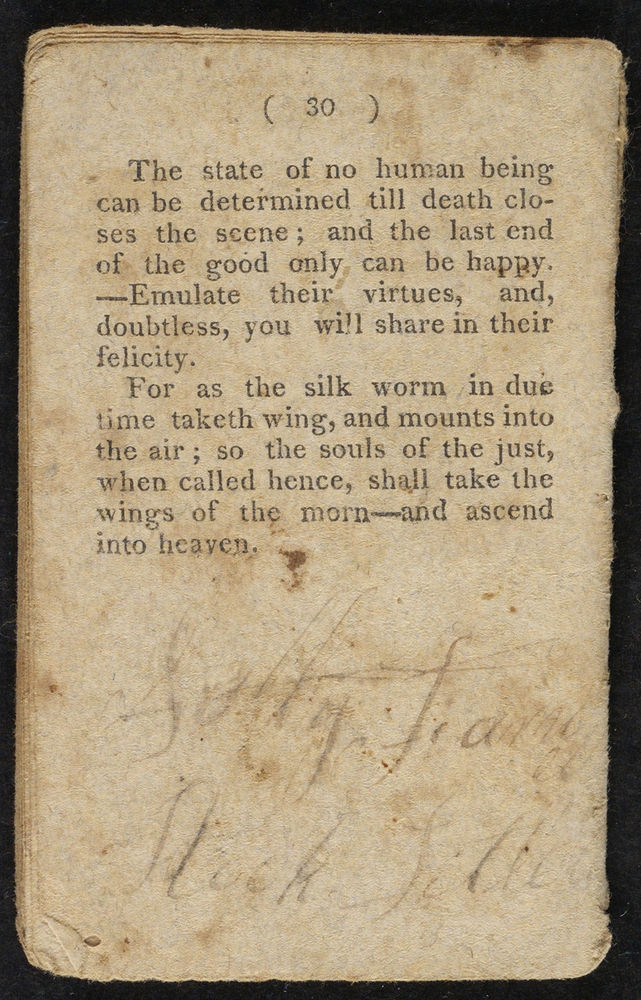 ( 30 )
The state of no human being
can be determined till death clo-
ses the scene; and the last end
of the good only can be happy.
—Emulate their virtues, and,
doubtless, you will share in their
felicity.
For as the silk worm in due
time taketh wing, and mounts into
the air; so the souls of the just,
when called hence, shall take the
wings of the morn—and ascend
into heaven.